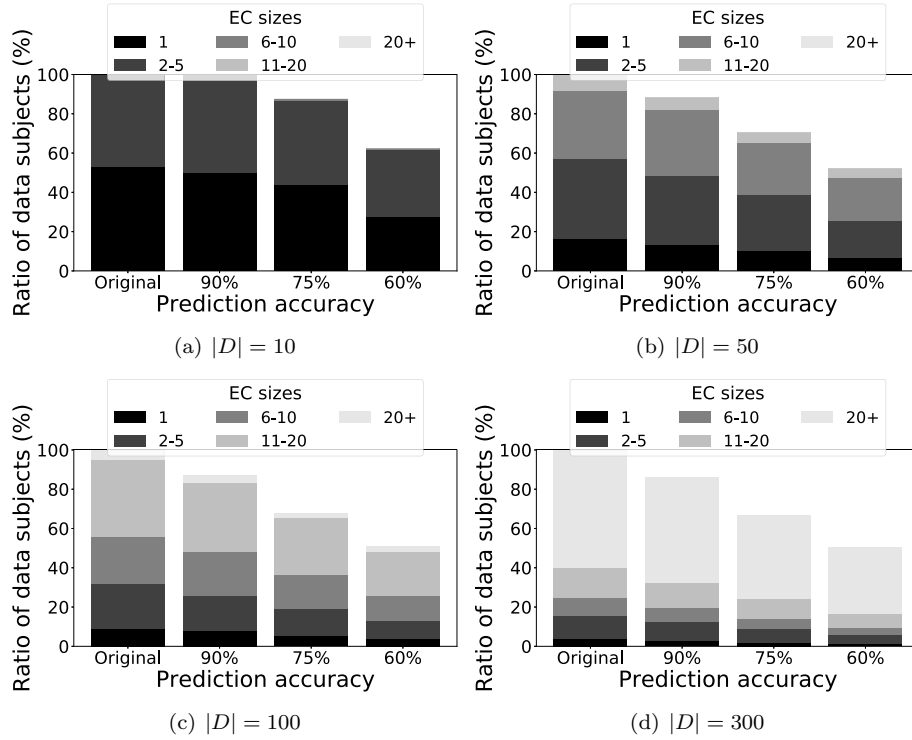 EC sizes
1 6-10 20+
2-5 11-20
Ratio of data subjects (%)
100
80
60
40
20
0
Original 90% 75% 60%
Prediction accuracy
(a) |D| = 10
EC sizes
1 6-10 20+
2-5 11-20
Ratio of data subjects (%)
100
80
60
40
20
0
Original 90% 75% 60%
Prediction accuracy
(b) |D| = 50
EC sizes
1 6-10 20+
2-5 11-20
Ratio of data subjects (%)
100
80
60
40
20
0
Original 90% 75% 60%
Prediction accuracy
(c) |D| = 100
EC sizes
1 6-10 20+
2-5 11-20
Ratio of data subjects (%)
100
80
60
40
20
0
Original 90% 75% 60%
Prediction accuracy
(d) |D| = 300